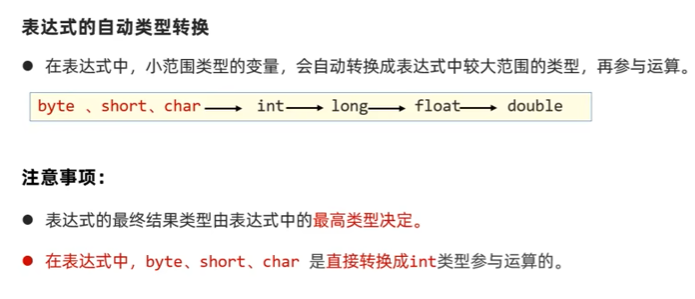 表达式的自动类型转换
● 在表达式中，小范围类型的变量，会自动转换成表达式中较大范围的类型，再参与运算。
byte 、short、char → int → long → float → double
注意事项：
● 表达式的最终结果类型由表达式中的最高类型决定。
● 在表达式中，byte、short、char 是直接转换成int类型参与运算的。